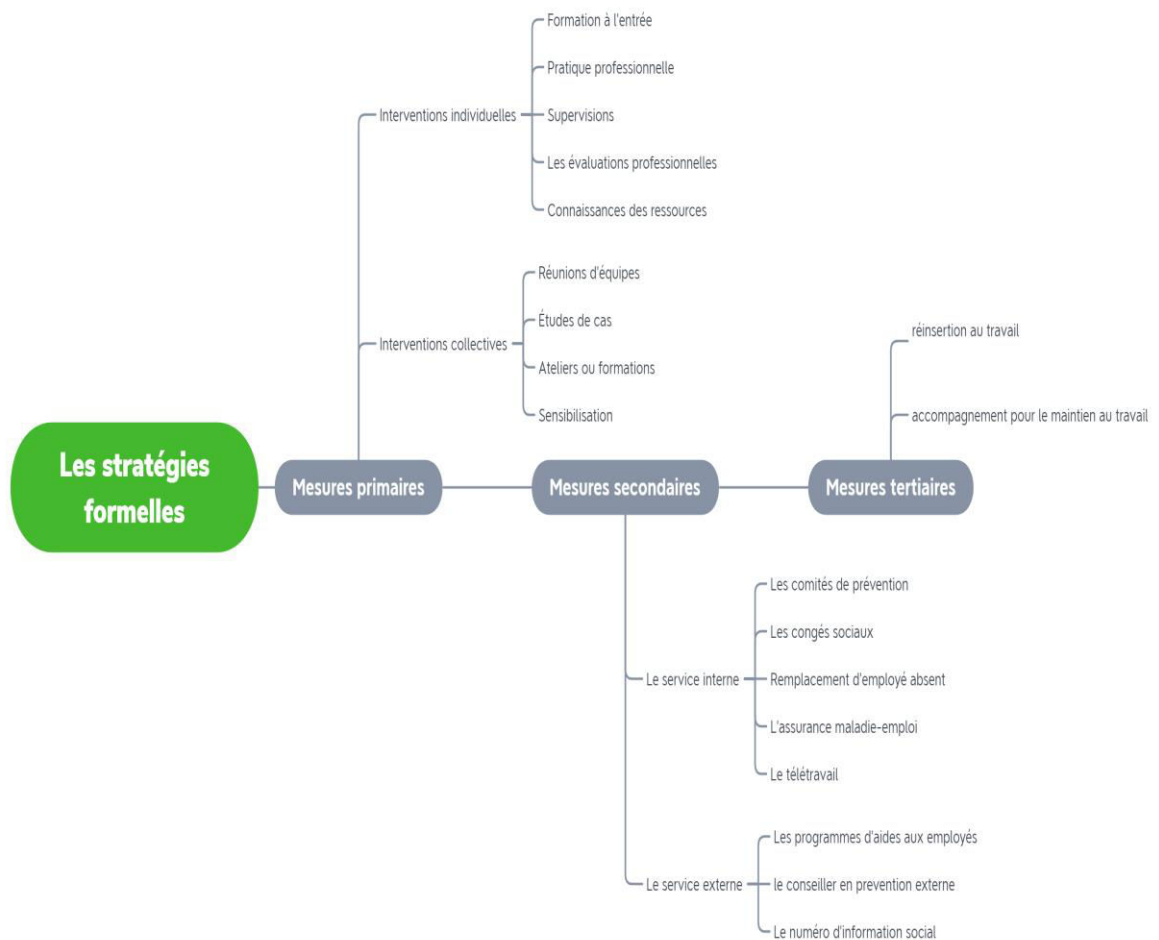 Les stratégies
formelles
Mesures primaires
Interventions individuelles
Formation à l'entrée
Pratique professionnelle
Supervisions
Les évaluations professionnelles
Connaissances des ressources
Interventions collectives
Réunions d'équipes
Études de cas
Ateliers ou formations
Sensibilisation
Mesures secondaires
Le service interne
Les comités de prévention
Les congés sociaux
Remplacement d'employé absent
L'assurance maladie-emploi
Le télétravail
Le service externe
Les programmes d'aides aux employés
le conseiller en prevention externe
Le numéro d'information social
Mesures tertiaires
réinsertion au travail
accompagnement pour le maintien au travail